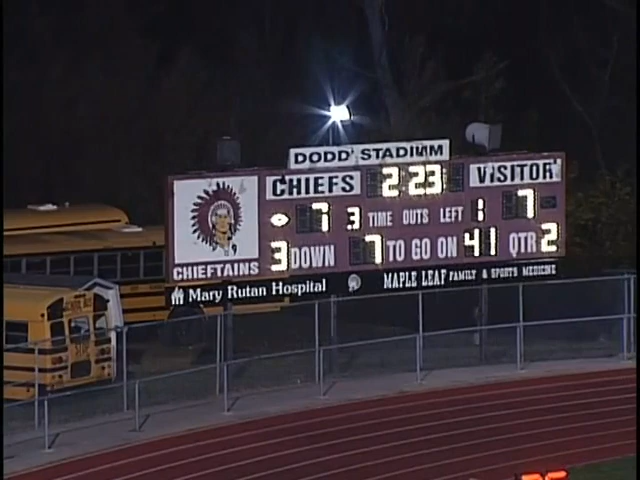 DODD' STADIUM
CHIEFS 2:23 VISITOR
7 3 TIME OUTS LEFT 1 7
3 DOWN 7 TO GO ON 41 QTR 2
CHIEFTAINS
Mary Rutan Hospital MAPLE LEAF FAMILY & SPORTS MEDICINE